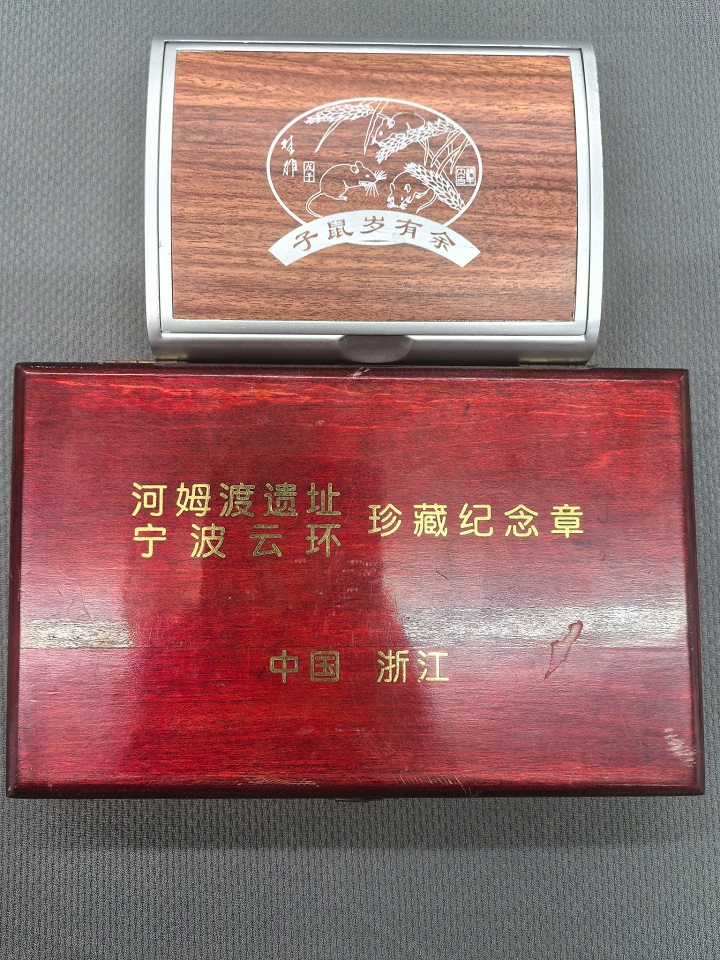 子鼠岁有余
河姆渡遗址
宁波云环
珍藏纪念章
中国 浙江